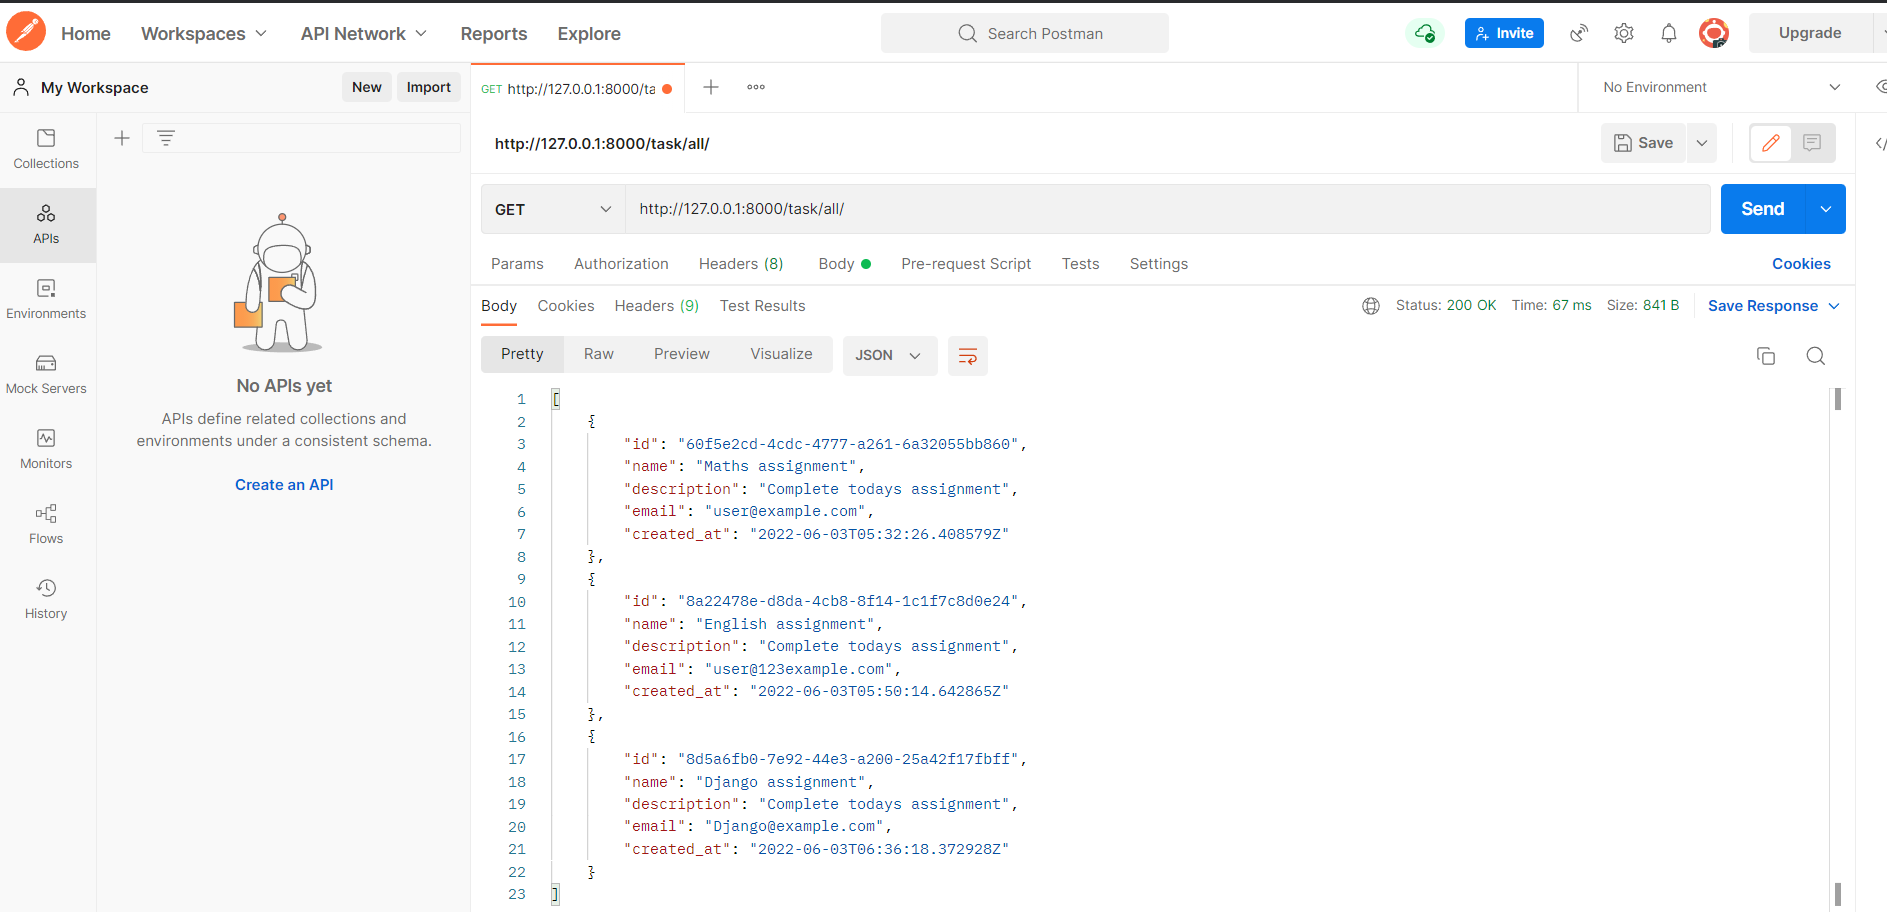 Home Workspaces API Network Reports Explore Search Postman Invite Upgrade
My Workspace New Import GET http://127.0.0.1:8000/ta No Environment
http://127.0.0.1:8000/task/all/ Save
Collections
GET http://127.0.0.1:8000/task/all/ Send
APIs
Params Authorization Headers (8) Body Pre-request Script Tests Settings Cookies
Environments
Body Cookies Headers (9) Test Results Status: 200 OK Time: 67 ms Size: 841 B Save Response
Pretty Raw Preview Visualize JSON
Mock Servers
No APIs yet
APIs define related collections and
environments under a consistent schema.
Create an API
Monitors
Flows
History
1 [
2 {
3 "id": "60f5e2cd-4cdc-4777-a261-6a32055bb860",
4 "name": "Maths assignment",
5 "description": "Complete todays assignment",
6 "email": "user@example.com",
7 "created_at": "2022-06-03T05:32:26.408579Z"
8 },
9 {
10 "id": "8a22478e-d8da-4cb8-8f14-1c1f7c8d0e24",
11 "name": "English assignment",
12 "description": "Complete todays assignment",
13 "email": "user@123example.com",
14 "created_at": "2022-06-03T05:50:14.642865Z"
15 },
16 {
17 "id": "8d5a6fb0-7e92-44e3-a200-25a42f17fbff",
18 "name": "Django assignment",
19 "description": "Complete todays assignment",
20 "email": "Django@example.com",
21 "created_at": "2022-06-03T06:36:18.372928Z"
22 }
23 ]